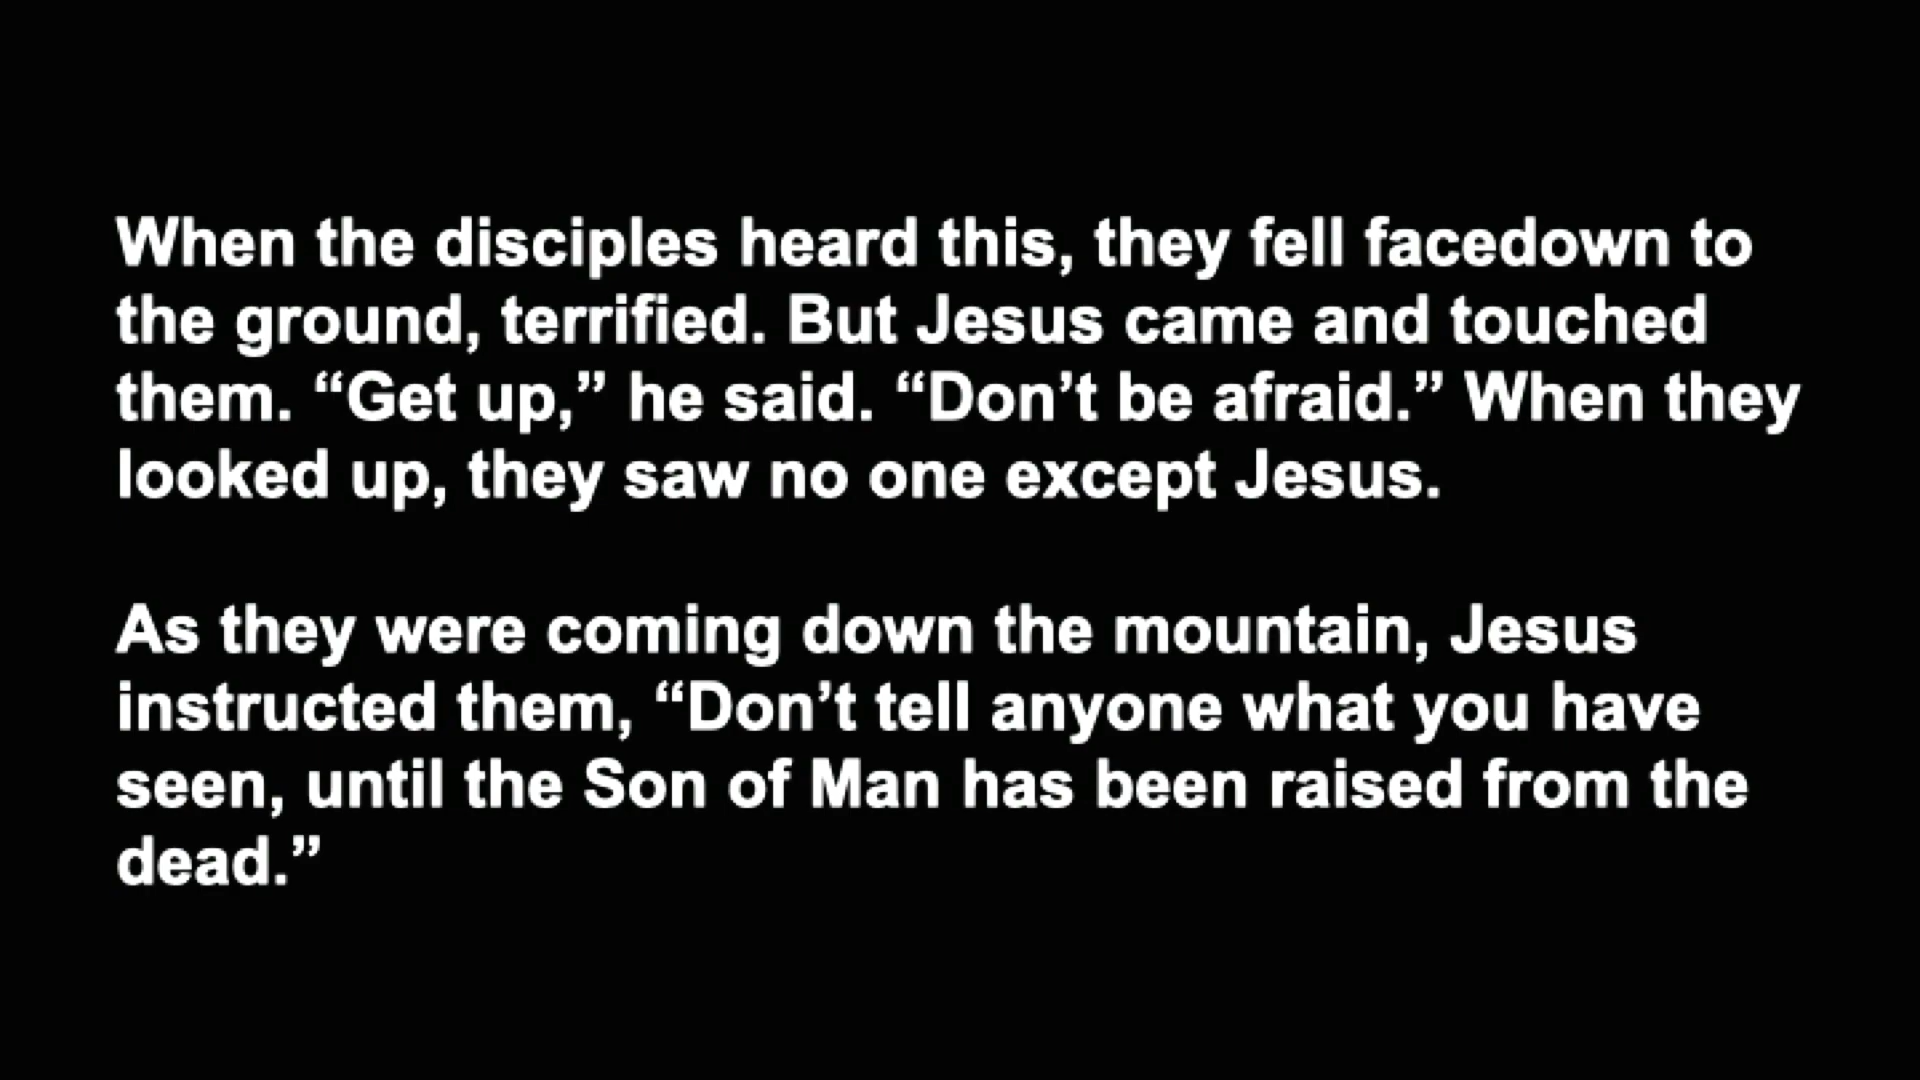 When the disciples heard this, they fell facedown to
the ground, terrified. But Jesus came and touched
them. “Get up,” he said. “Don’t be afraid.” When they
looked up, they saw no one except Jesus.
As they were coming down the mountain, Jesus
instructed them, “Don’t tell anyone what you have
seen, until the Son of Man has been raised from the
dead.”